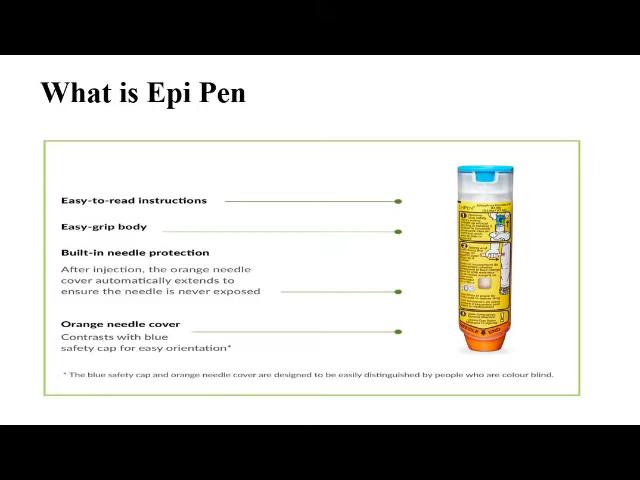 What is Epi Pen
Easy-to-read instructions
Easy-grip body
Built-in needle protection
After injection, the orange needle
cover automatically extends to
ensure the needle is never exposed
Orange needle cover
Contrasts with blue
safety cap for easy orientation*
* The blue safety cap and orange needle cover are designed to be easily distinguished by people who are colour blind.
NEEDLE END